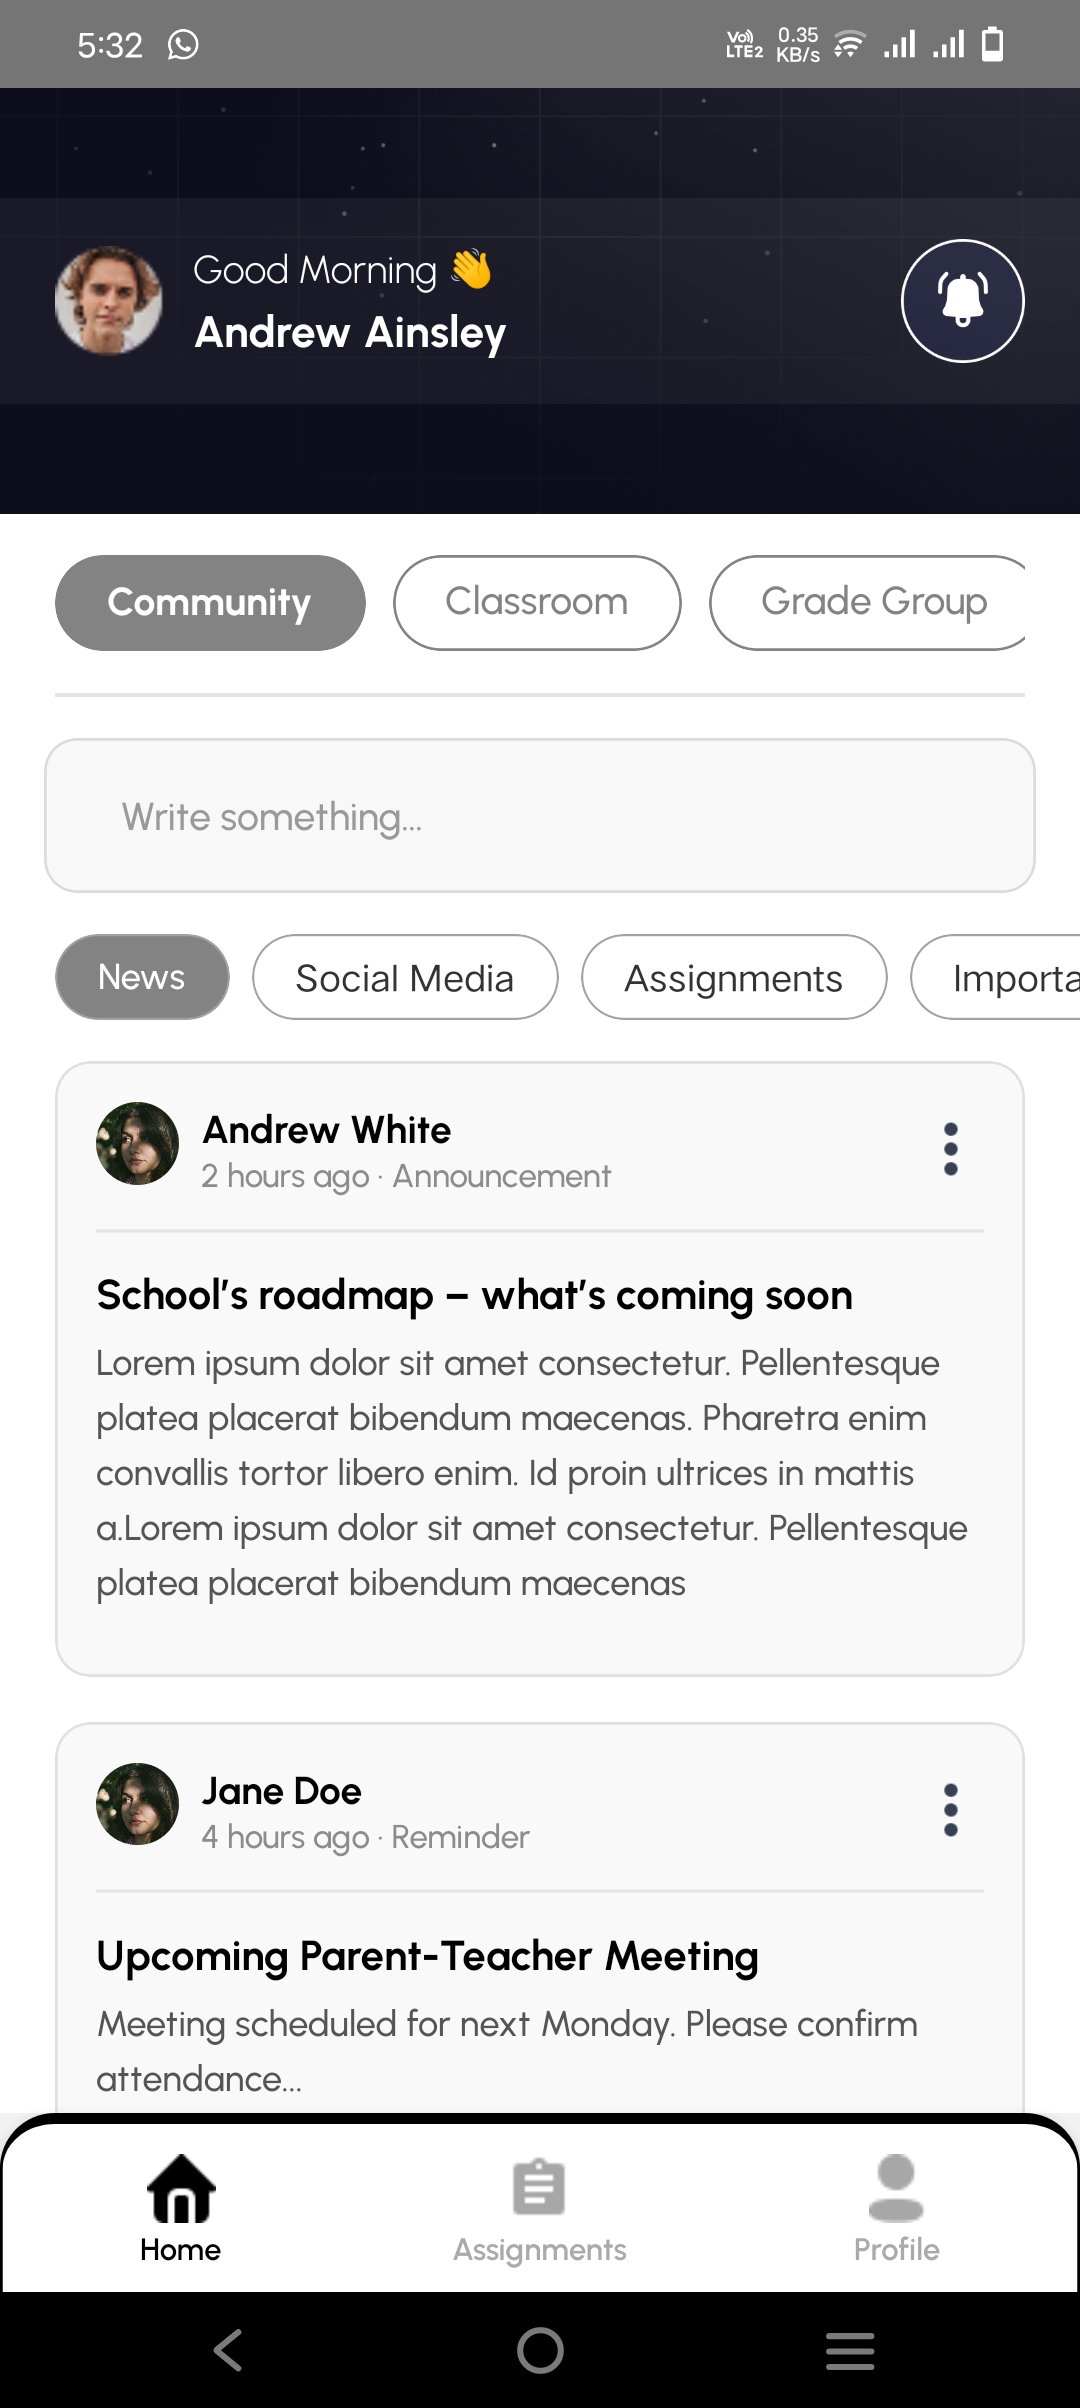 5:32
Vo)) LTE2 0.35 KB/s
Good Morning 👋
Andrew Ainsley
Community Classroom Grade Group
Write something...
News Social Media Assignments Importa
Andrew White
2 hours ago · Announcement
School's roadmap – what's coming soon
Lorem ipsum dolor sit amet consectetur. Pellentesque
platea placerat bibendum maecenas. Pharetra enim
convallis tortor libero enim. Id proin ultrices in mattis
a.Lorem ipsum dolor sit amet consectetur. Pellentesque
platea placerat bibendum maecenas
Jane Doe
4 hours ago · Reminder
Upcoming Parent-Teacher Meeting
Meeting scheduled for next Monday. Please confirm
attendance...
Home Assignments Profile